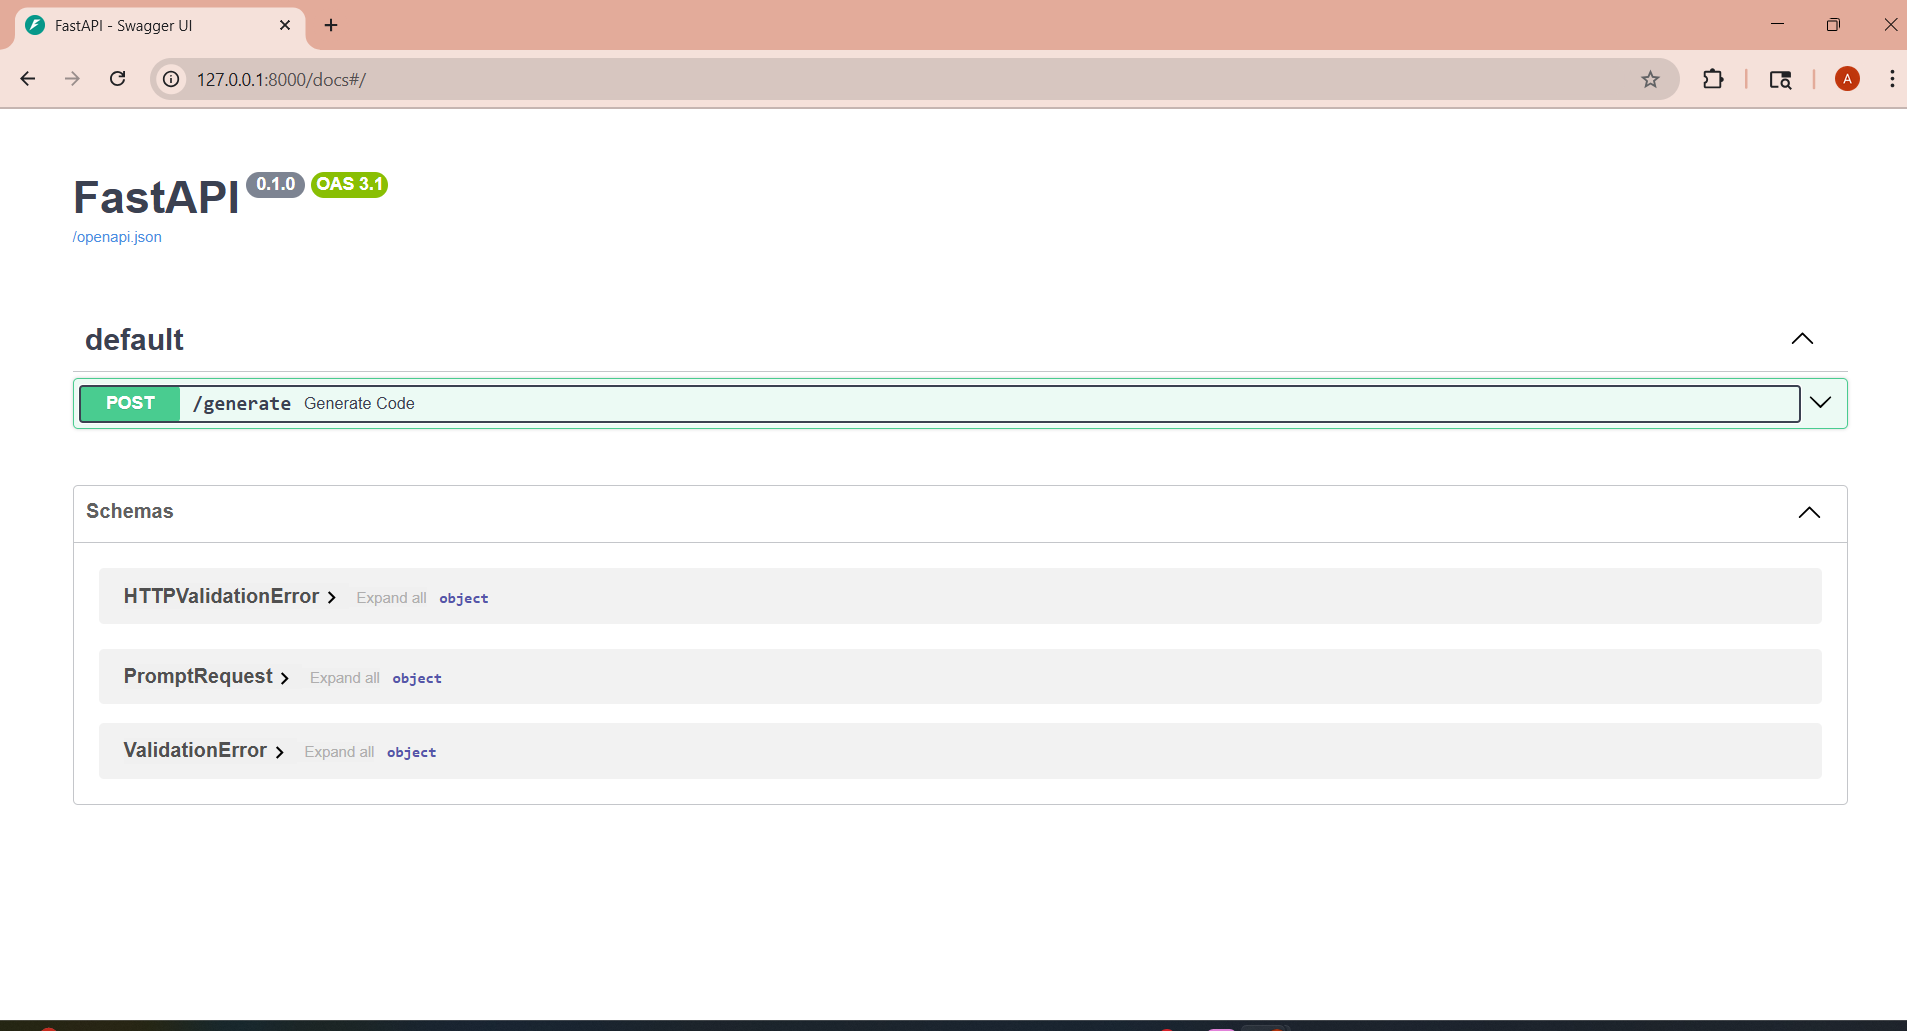 FastAPI - Swagger UI
127.0.0.1:8000/docs#/
A
FastAPI 0.1.0 OAS 3.1
/openapi.json
default
POST /generate Generate Code
Schemas
HTTPValidationError Expand all object
PromptRequest Expand all object
ValidationError Expand all object